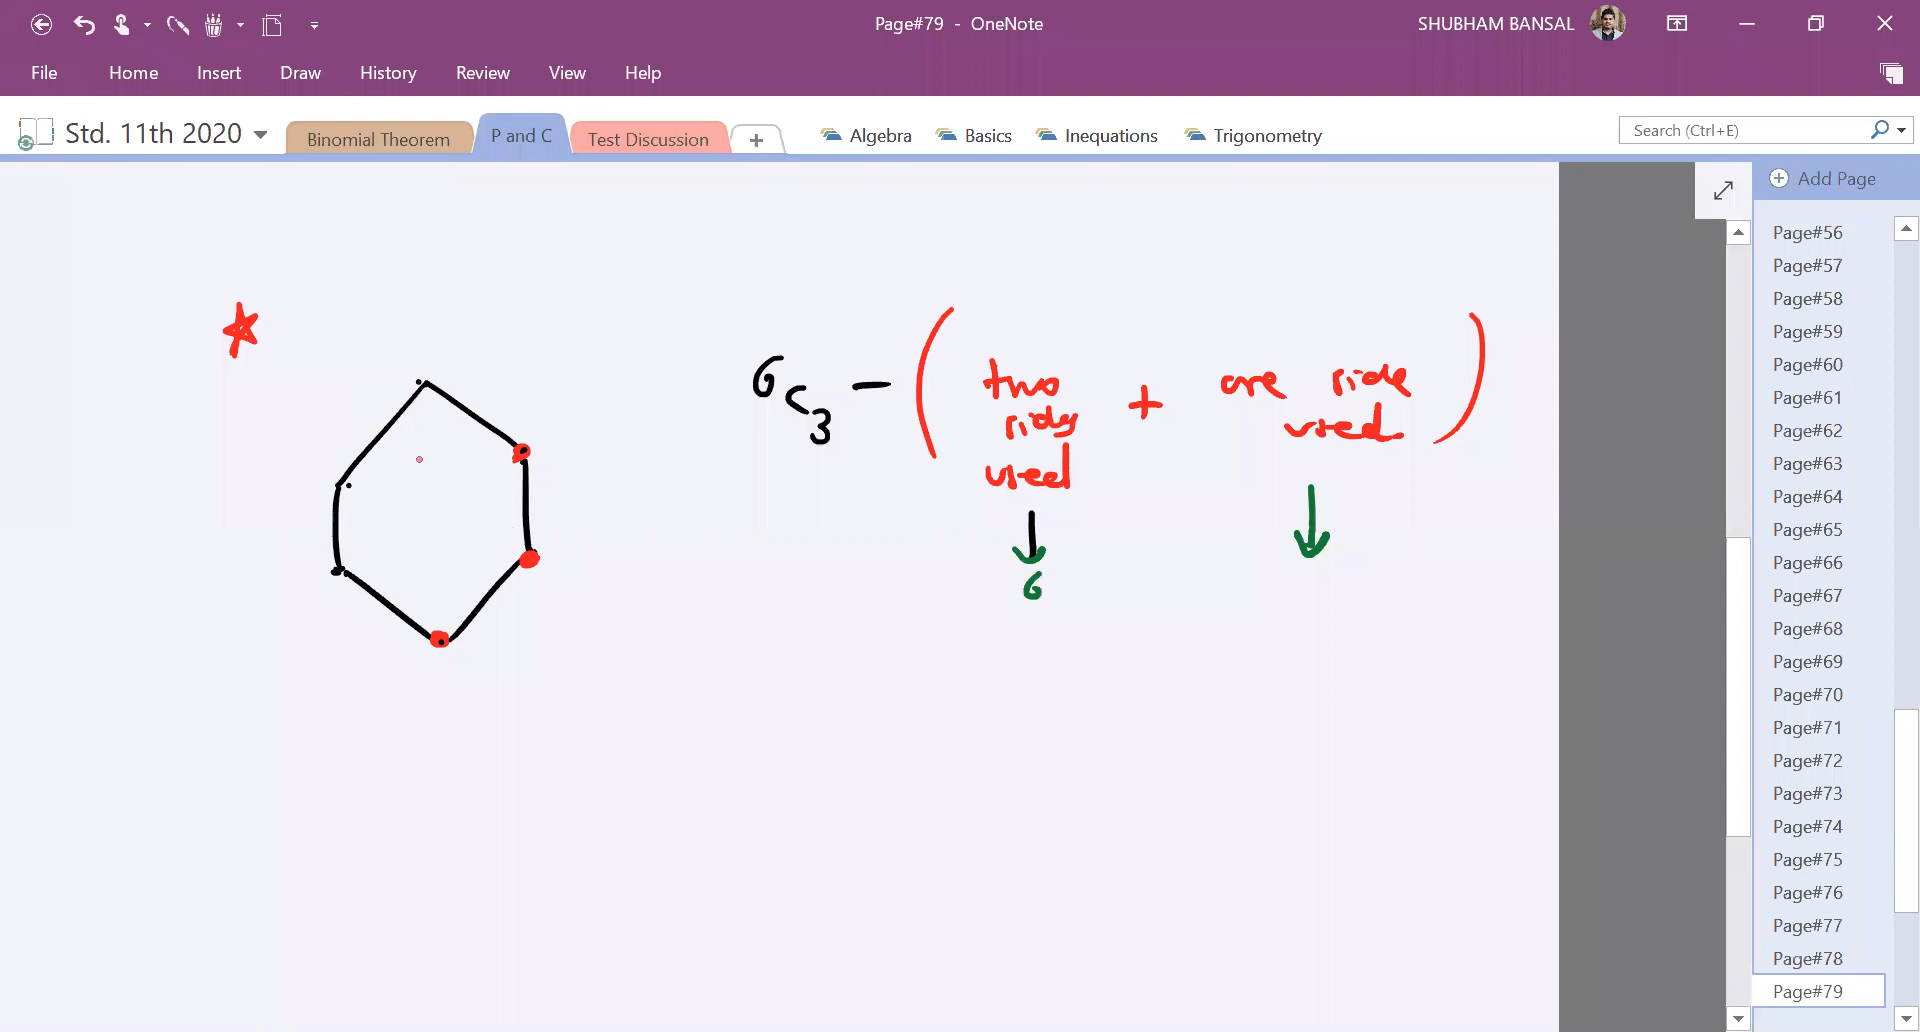 Page#79 - OneNote
SHUBHAM BANSAL
File Home Insert Draw History Review View Help
Std. 11th 2020
Binomial Theorem
P and C
Test Discussion
+
Algebra
Basics
Inequations
Trigonometry
Search (Ctrl+E)
Add Page
Page#56
Page#57
Page#58
Page#59
Page#60
Page#61
Page#62
Page#63
Page#64
Page#65
Page#66
Page#67
Page#68
Page#69
Page#70
Page#71
Page#72
Page#73
Page#74
Page#75
Page#76
Page#77
Page#78
Page#79
6C3 - ( two sides used + one side used )
6